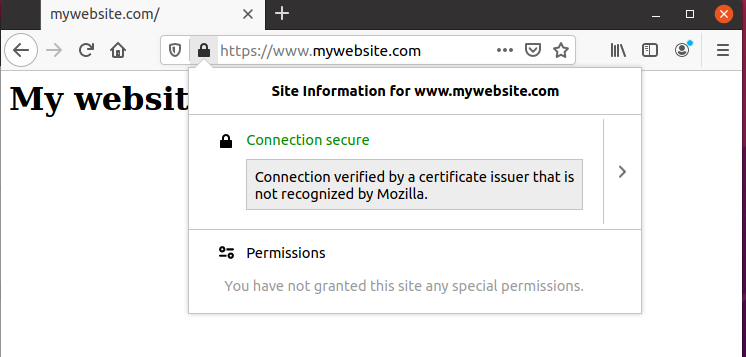 mywebsite.com/
https://www.mywebsite.com
My websit
Site Information for www.mywebsite.com
Connection secure
Connection verified by a certificate issuer that is
not recognized by Mozilla.
Permissions
You have not granted this site any special permissions.